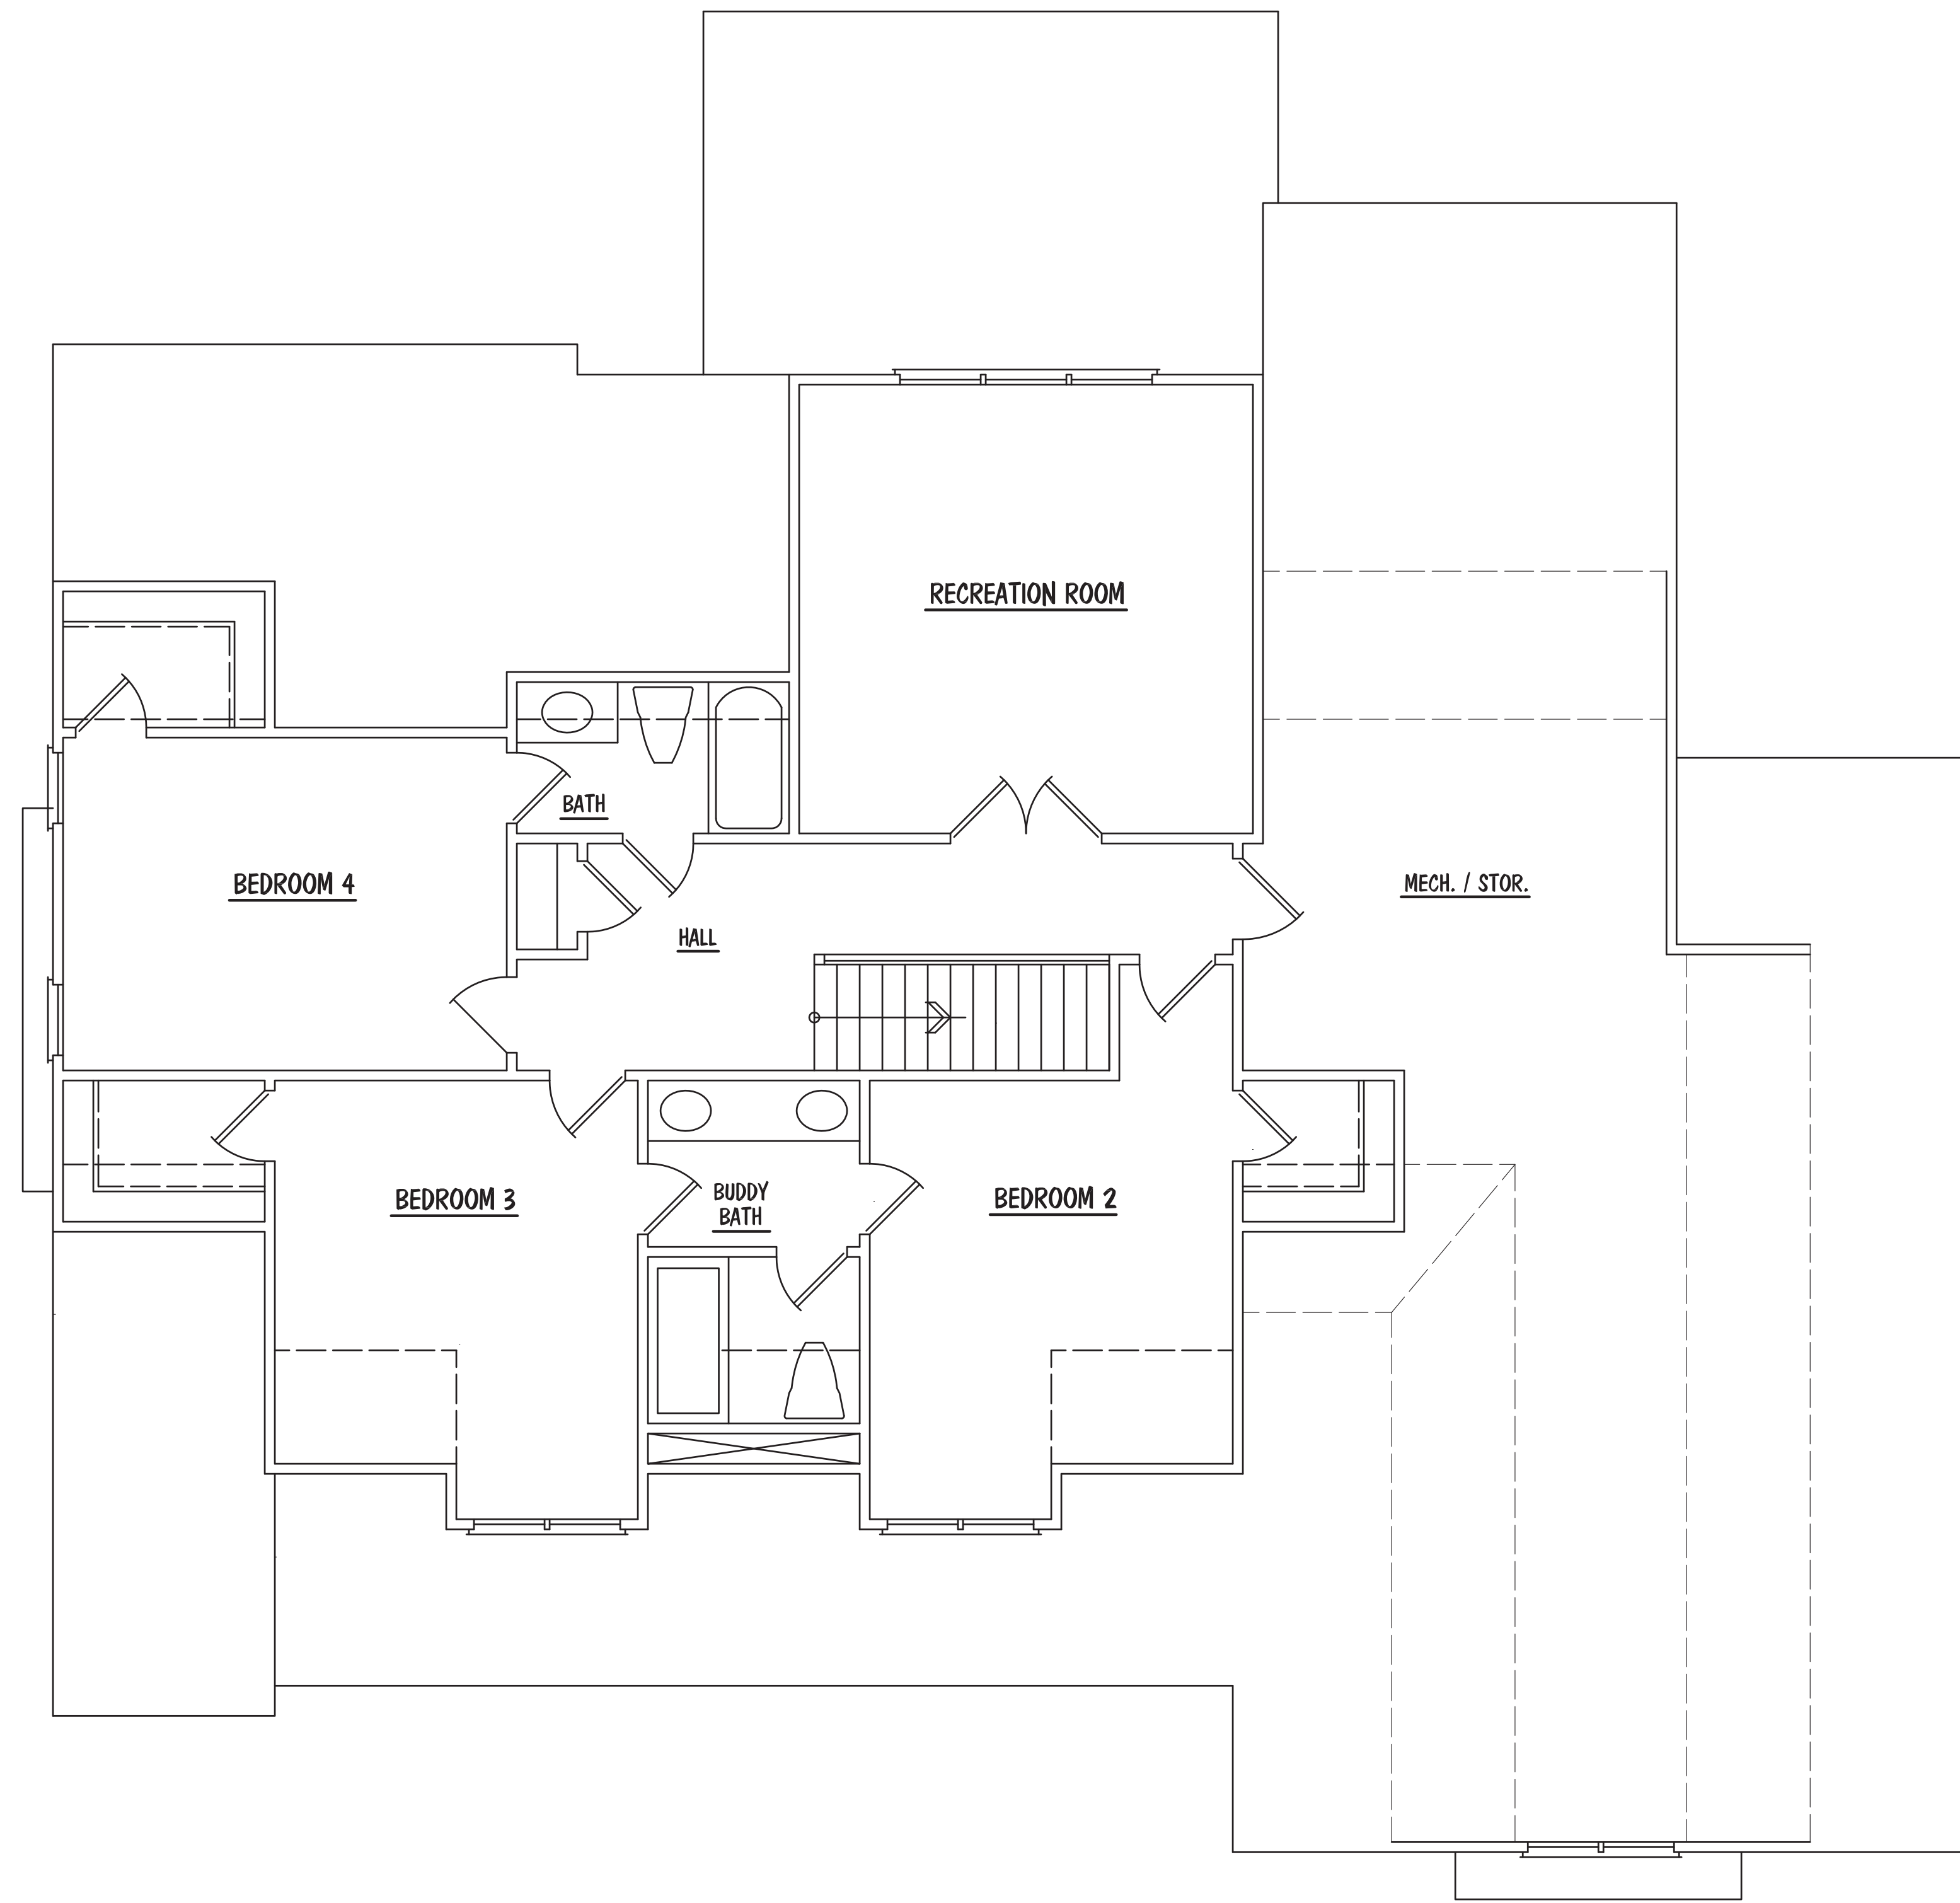 RECREATION ROOM
BATH
BEDROOM 4
MECH. / STOR.
HALL
BEDROOM 3
BUDDY
BATH
BEDROOM 2